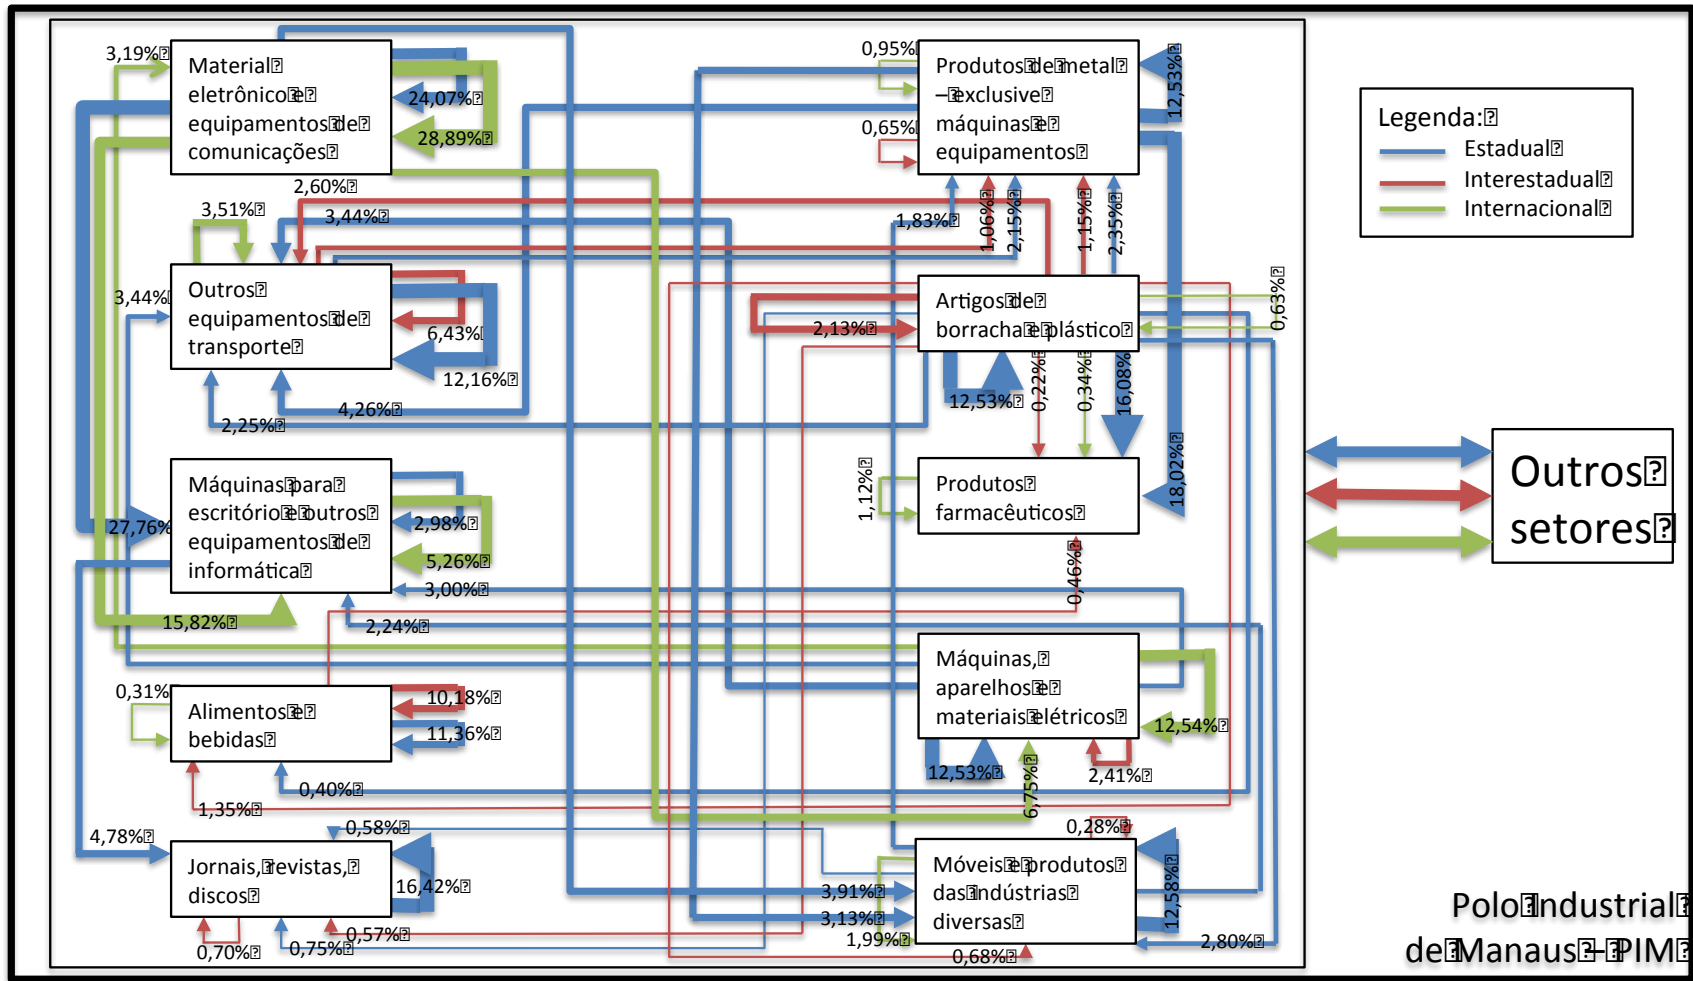 3,19%
Material
eletrônico e
equipamentos de
comunicações
24,07%
28,89%
2,60%
3,51%
3,44%
3,44%
Outros
equipamentos de
transporte
6,43%
12,16%
4,26%
2,25%
Máquinas para
escritório e outros
equipamentos de
informática
27,76%
2,98%
5,26%
3,00%
15,82%
2,24%
0,31%
Alimentos e
bebidas
10,18%
11,36%
0,40%
1,35%
0,58%
4,78%
Jornais, revistas,
discos
16,42%
0,57%
0,75%
0,70%
0,95%
0,65%
Produtos de metal
– exclusive
máquinas e
equipamentos
12,53%
1,83%
1,06%
2,15%
1,15%
2,35%
Artigos de
borracha e plástico
0,63%
2,13%
12,53%
0,22%
0,34%
16,08%
18,02%
1,12%
Produtos
farmacêuticos
0,46%
Máquinas,
aparelhos e
materiais elétricos
12,54%
12,53%
6,75%
2,41%
0,28%
Móveis e produtos
das indústrias
diversas
3,91%
3,13%
1,99%
12,58%
0,68%
2,80%
Legenda:
Estadual
Interestadual
Internacional
Outros
setores
Polo Industrial
de Manaus – PIM